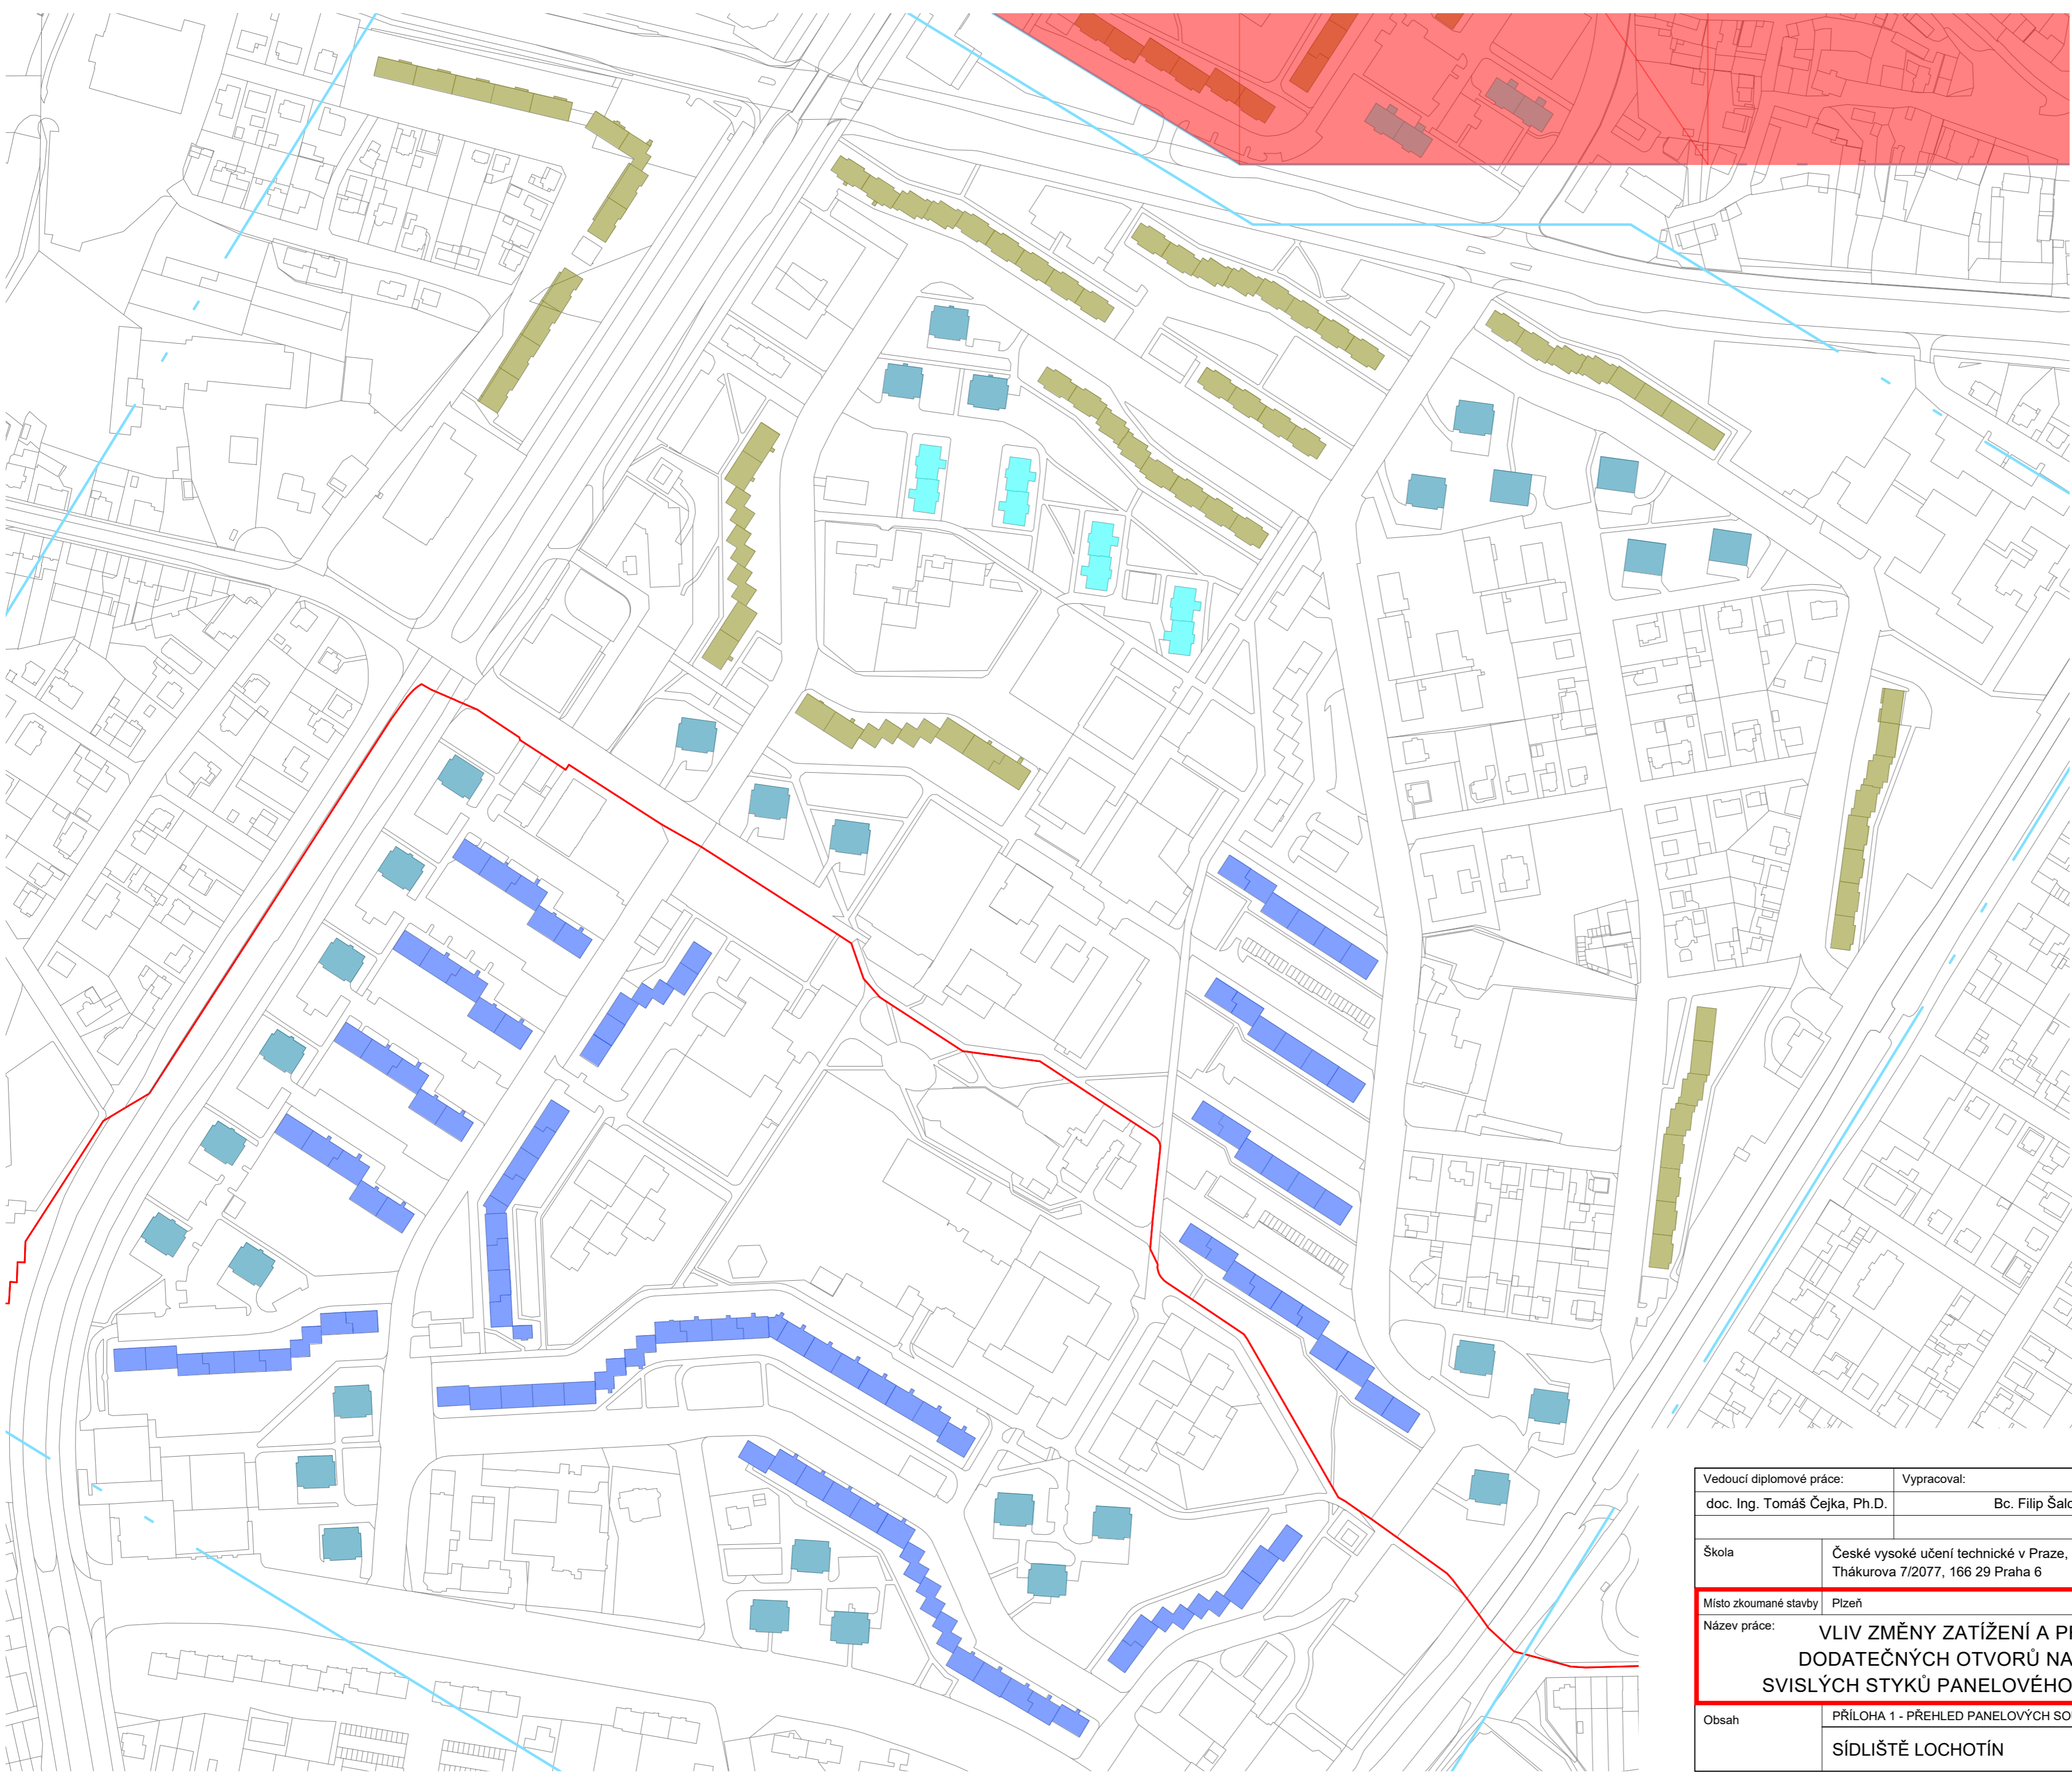 Vedoucí diplomové práce: Vypracoval:
doc. Ing. Tomáš Čejka, Ph.D. Bc. Filip
Škola České vysoké učení technické v Praze,
Thákurova 7/2077, 166 29 Praha 6
Místo zkoumané stavby Plzeň
Název práce: VLIV ZMĚNY ZATÍŽENÍ A
DODATEČNÝCH OTVORŮ NA
SVISLÝCH STYKŮ PANELOVÉHO
Obsah PŘÍLOHA 1 - PŘEHLED PANELOVÝCH
SÍDLIŠTĚ LOCHOTÍN